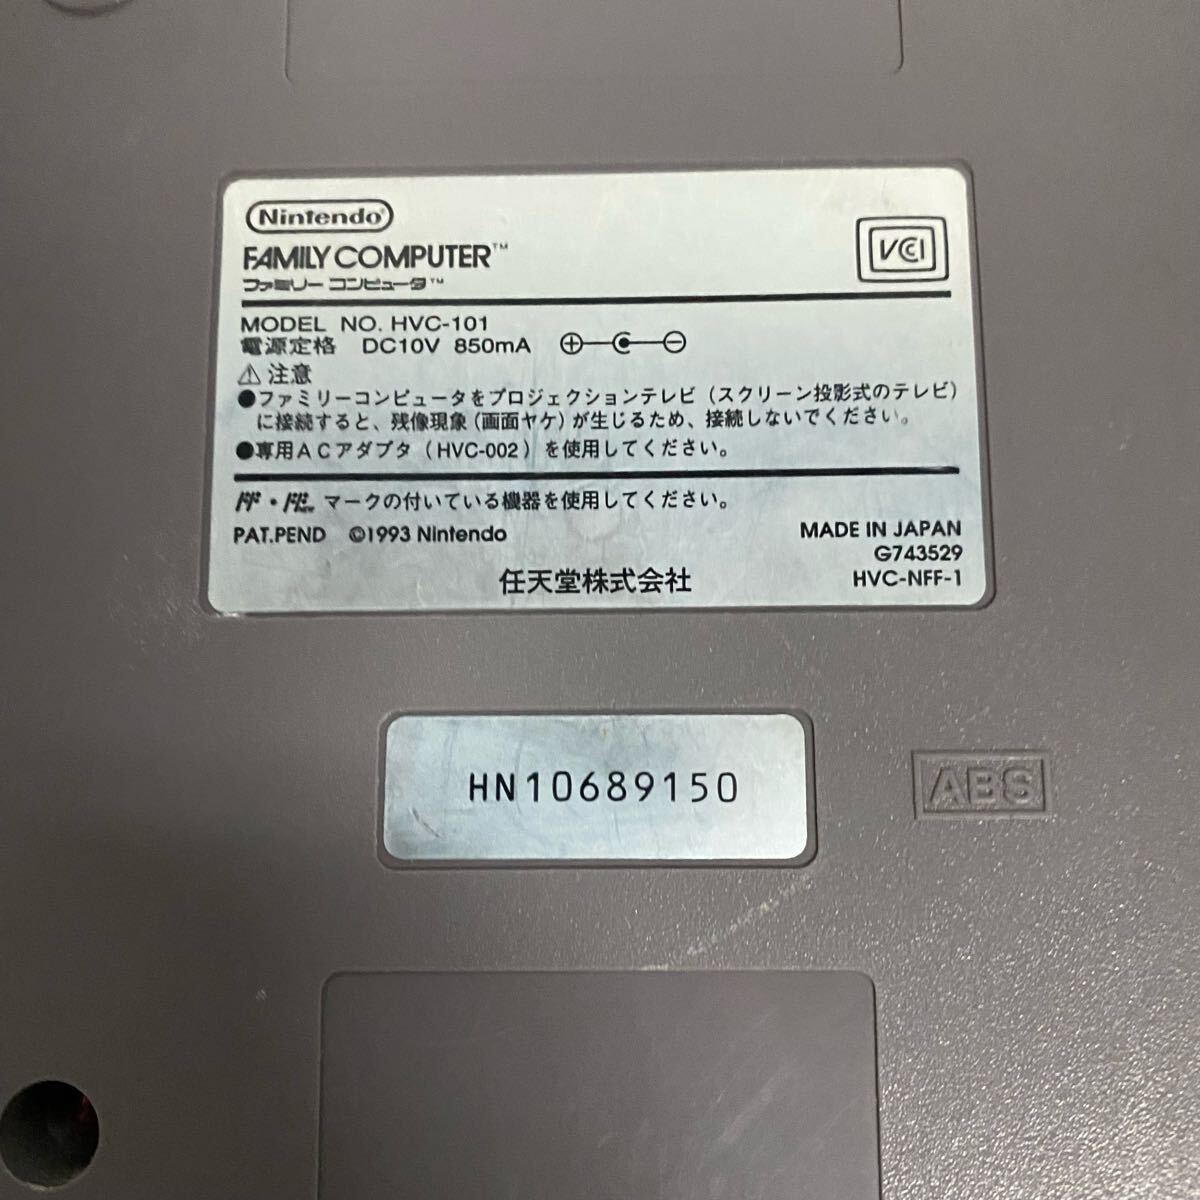 Nintendo®
FAMILY COMPUTER™
ファミリー コンピュータ™
VCCI
MODEL NO. HVC-101
電源定格 DC10V 850mA
⚠ 注意
●ファミリーコンピュータをプロジェクションテレビ（スクリーン投影式のテレビ）
に接続すると、残像現象（画面ヤケ）が生じるため、接続しないでください。
●専用ACアダプタ（HVC-002）を使用してください。
マークの付いている機器を使用してください。
PAT.PEND ©1993 Nintendo
MADE IN JAPAN
G743529
任天堂株式会社
HVC-NFF-1
HN10689150
ABS